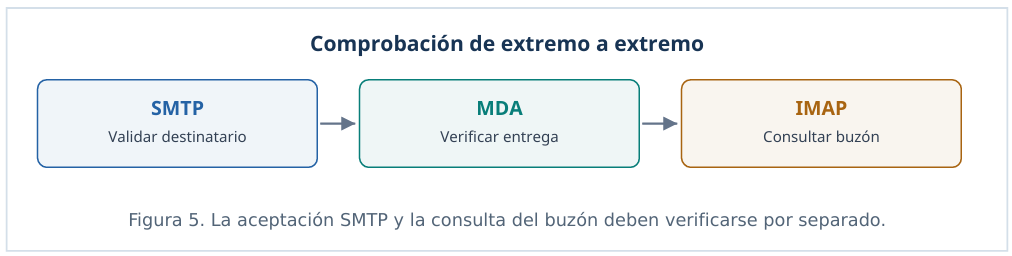 Comprobación de extremo a extremo
SMTP
Validar destinatario
MDA
Verificar entrega
IMAP
Consultar buzón
Figura 5. La aceptación SMTP y la consulta del buzón deben verificarse por separado.